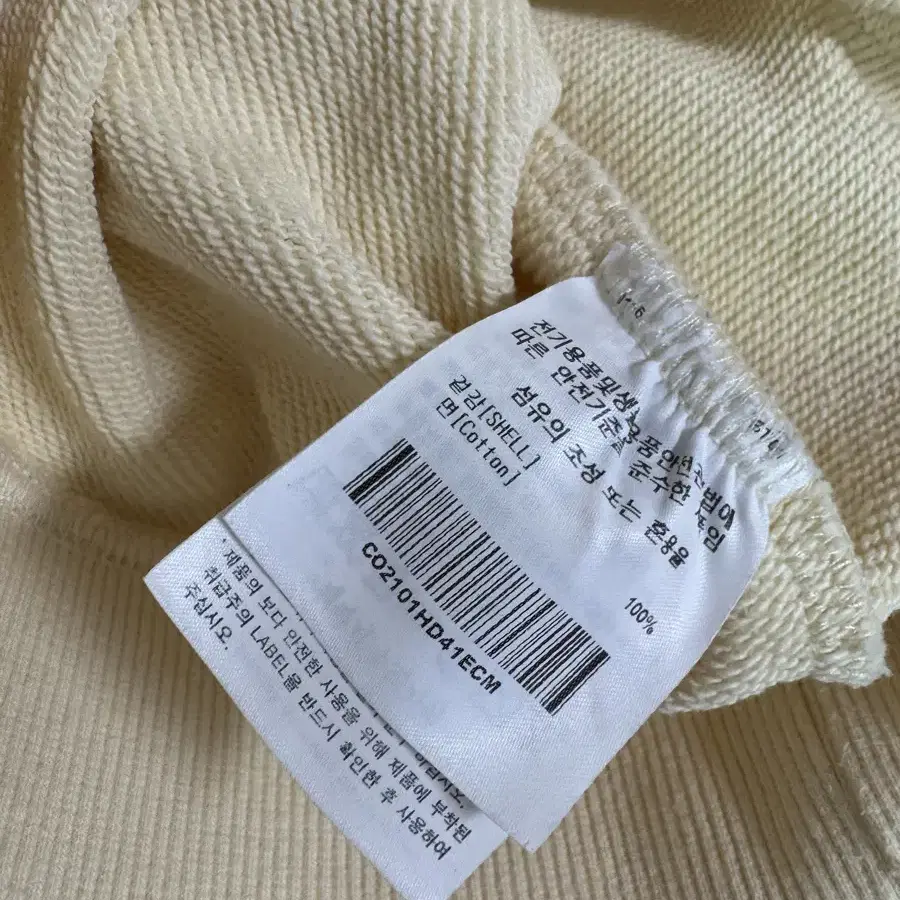 전기용품및생활용품안전관리법에
따른 안전기준을 준수한 제품임
섬유의 조성 또는 혼용율
겉감[SHELL]
면[Cotton] 100%
CO2101HD41ECM
*제품의 보다 안전한 사용을 위해 제품에 부착된
취급주의 LABEL을 반드시 확인한 후 사용하여
주십시오.